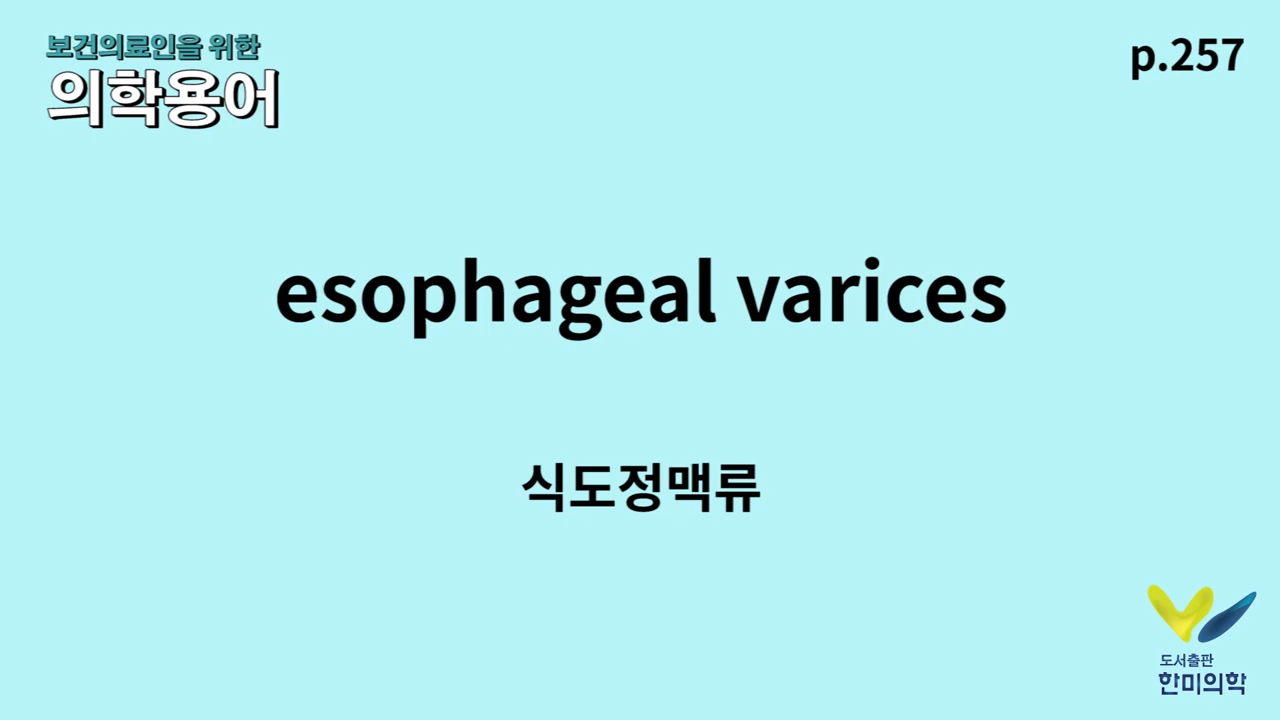 보건의료인을 위한
의학용어
p.257
esophageal varices
식도정맥류
도서출판
한미의학